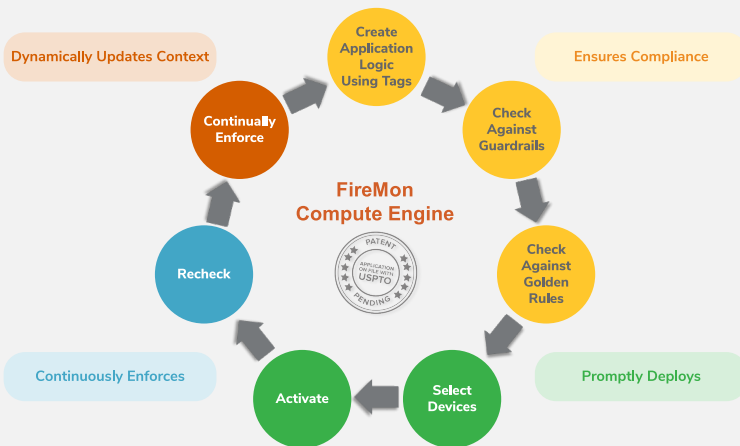 Create
Application
Logic
Using Tags
Dynamically Updates Context
Ensures Compliance
Continually
Enforce
Check
Against
Guardrails
FireMon
Compute Engine
PATENT
APPLICATION
ON FILE WITH
USPTO
PENDING
Recheck
Check
Against
Golden
Rules
Continuously Enforces
Promptly Deploys
Activate
Select
Devices